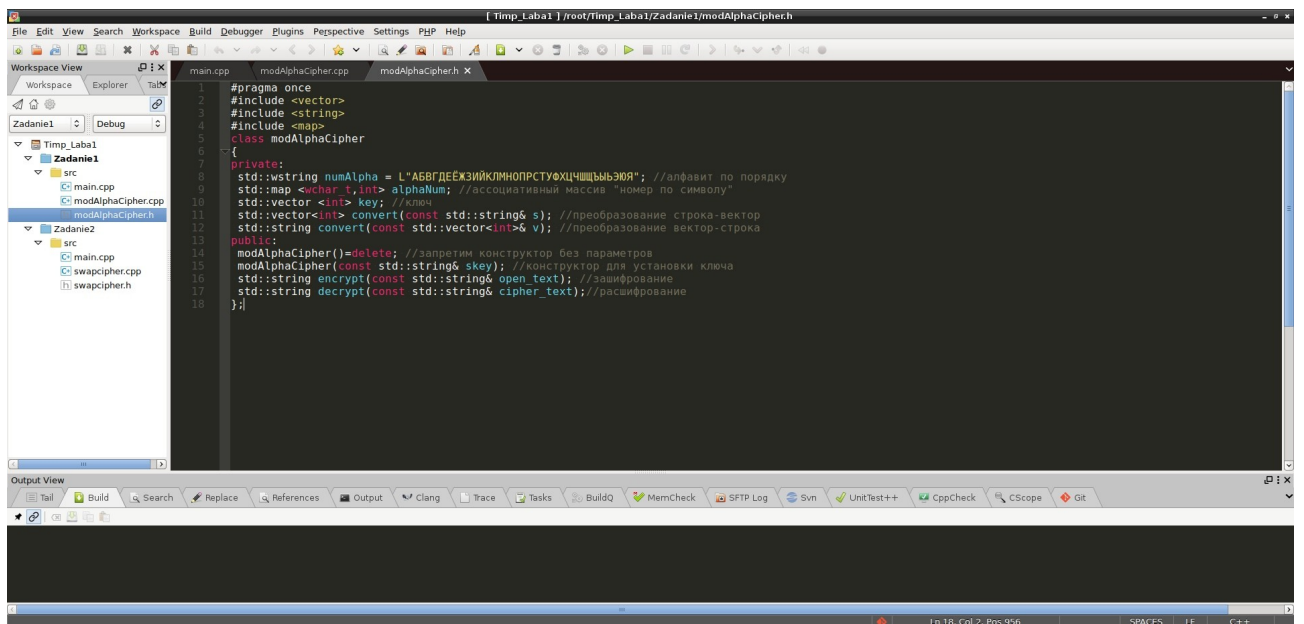 [ Timp_Laba1 ] /root/Timp_Laba1/Zadanie1/modAlphaCipher.h
File Edit View Search Workspace Build Debugger Plugins Perspective Settings PHP Help
Workspace View
Workspace Explorer
Zadanie1 Debug
Timp_Laba1
Zadanie1
src
main.cpp
modAlphaCipher.cpp
modAlphaCipher.h
Zadanie2
src
main.cpp
swapcipher.cpp
swapcipher.h
main.cpp modAlphaCipher.cpp modAlphaCipher.h
1 #pragma once
2 #include <vector>
3 #include <string>
4 #include <map>
5 class modAlphaCipher
6 {
7 private:
8 std::wstring numAlpha = L"АБВГДЕЁЖЗИЙКЛМНОПРСТУФХЦЧШЩЪЫЬЭЮЯ"; //алфавит по порядку
9 std::map <wchar_t,int> alphaNum; //ассоциативный массив "номер по символу"
10 std::vector <int> key; //ключ
11 std::vector<int> convert(const std::string& s); //преобразование строка-вектор
12 std::string convert(const std::vector<int>& v); //преобразование вектор-строка
13 public:
14 modAlphaCipher()=delete; //запретим конструктор без параметров
15 modAlphaCipher(const std::string& skey); //конструктор для установки ключа
16 std::string encrypt(const std::string& open_text); //зашифрование
17 std::string decrypt(const std::string& cipher_text);//расшифрование
18 };
Output View
Tail Build Search Replace References Output Clang Trace Tasks BuildQ MemCheck SFTP Log Svn UnitTest++ CppCheck CScope Git
Ln 18, Col 2, Pos 956 SPACES LF C++